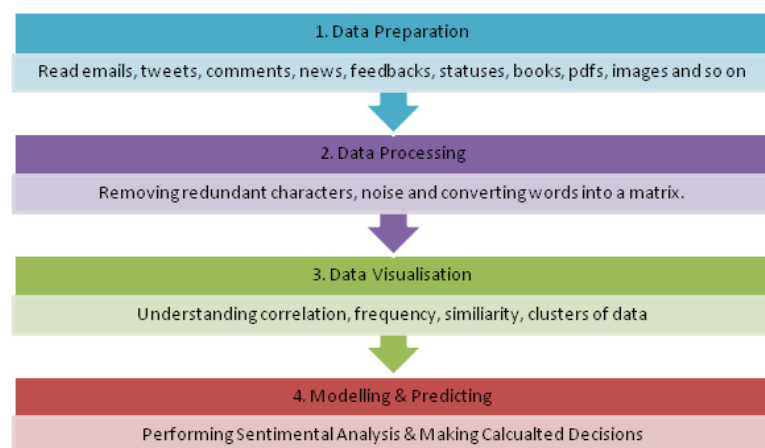 1. Data Preparation
Read emails, tweets, comments, news, feedbacks, statuses, books, pdfs, images and so on
2. Data Processing
Removing redundant characters, noise and converting words into a matrix.
3. Data Visualisation
Understanding correlation, frequency, similiarity, clusters of data
4. Modelling & Predicting
Performing Sentimental Analysis & Making Calcualted Decisions